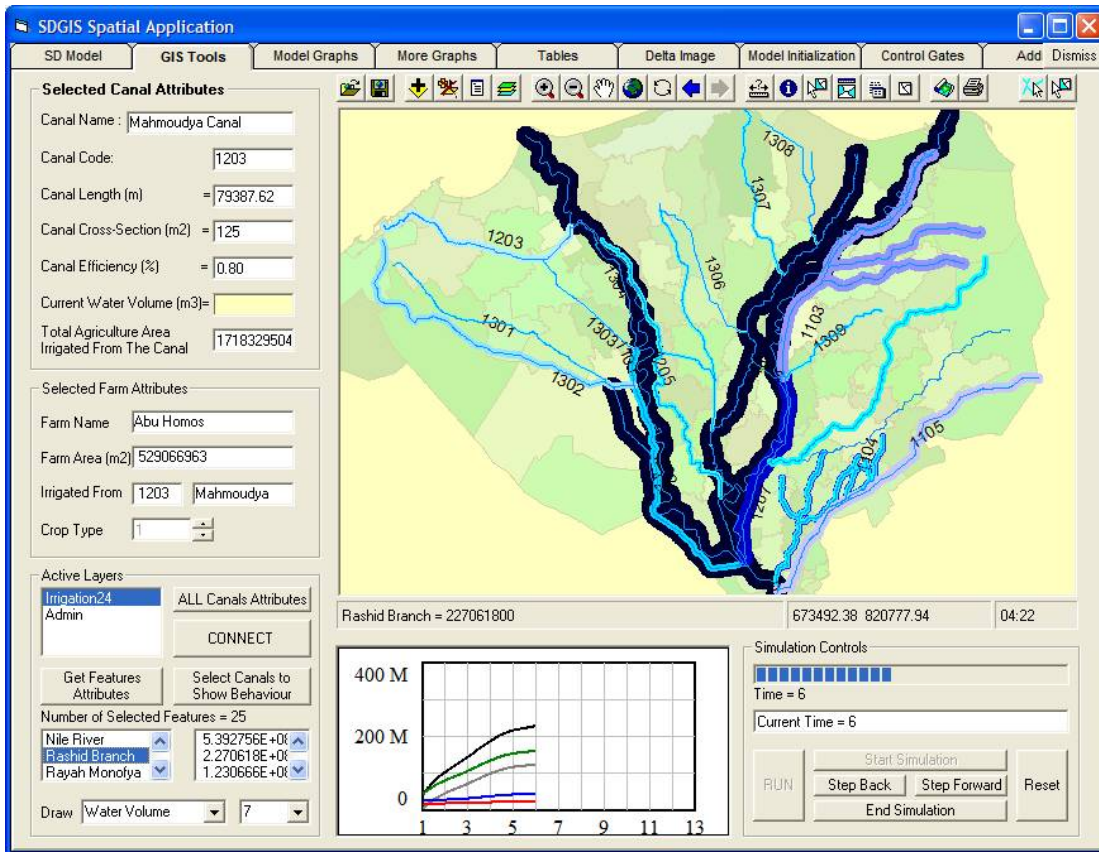 SDGIS Spatial Application
SD Model GIS Tools Model Graphs More Graphs Tables Delta Image Model Initialization Control Gates Add Dismiss
Selected Canal Attributes
Canal Name : Mahmoudya Canal
Canal Code: 1203
Canal Length (m) = 79387.62
Canal Cross-Section (m2) = 125
Canal Efficiency (%) = 0.80
Current Water Volume (m3)=
Total Agriculture Area
Irrigated From The Canal 1718329504
Selected Farm Attributes
Farm Name Abu Homos
Farm Area (m2) 529066963
Irrigated From 1203 Mahmoudya
Crop Type 1
Active Layers
Irrigation24
Admin
ALL Canals Attributes
CONNECT
Get Features
Attributes
Select Canals to
Show Behaviour
Number of Selected Features = 25
Nile River 5.392756E+0
Rashid Branch 2.270618E+0
Rayah Monofya 1.230666E+0
Draw Water Volume 7
1308
1307
1203
1306
1303
1205
1103
1309
1301
1302
1105
1201
Rashid Branch = 227061800 673492.38 820777.94 04:22
400 M
200 M
0
1 3 5 7 9 11 13
Simulation Controls
Time = 6
Current Time = 6
RUN
Start Simulation
Step Back Step Forward
End Simulation
Reset